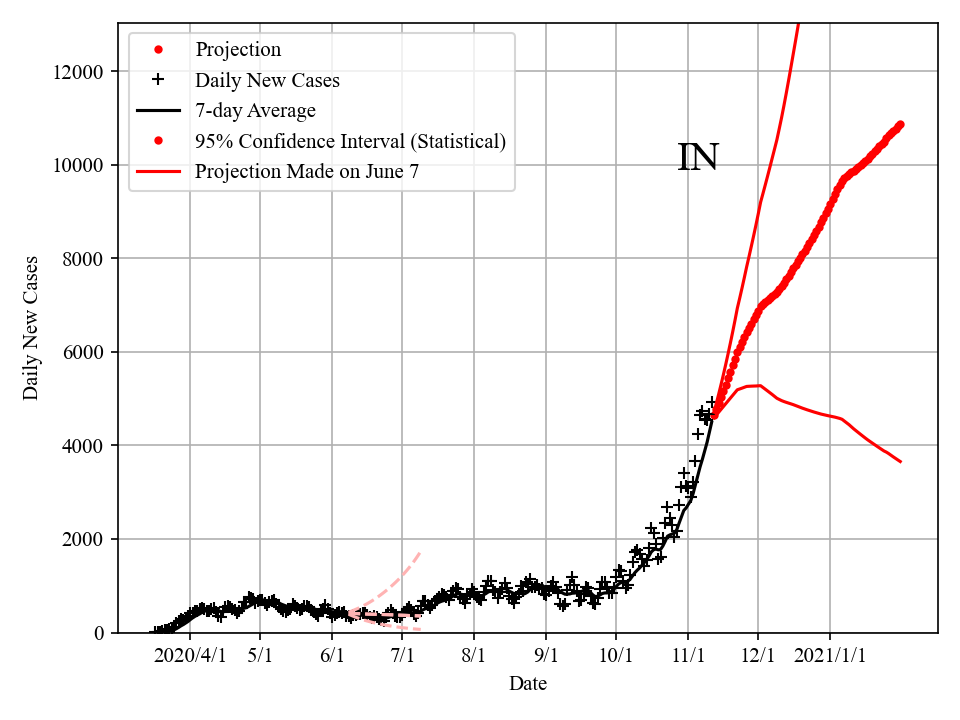 Projection
Daily New Cases
7-day Average
95% Confidence Interval (Statistical)
Projection Made on June 7
IN
12000
10000
8000
6000
4000
2000
0
Daily New Cases
2020/4/1 5/1 6/1 7/1 8/1 9/1 10/1 11/1 12/1 2021/1/1
Date